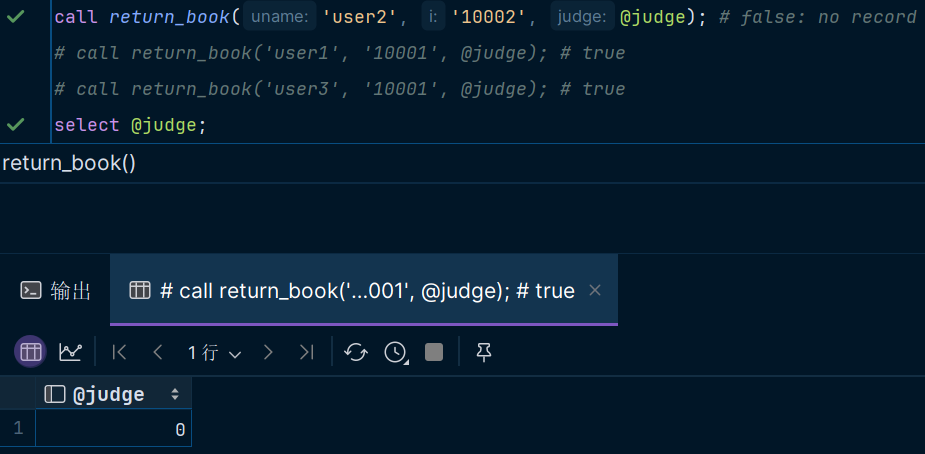 call return_book( uname: 'user2', i: '10002', judge: @judge); # false: no record
# call return_book('user1', '10001', @judge); # true
# call return_book('user3', '10001', @judge); # true
select @judge;
return_book()
输出 # call return_book('...001', @judge); # true ×
1 行
@judge
1 0